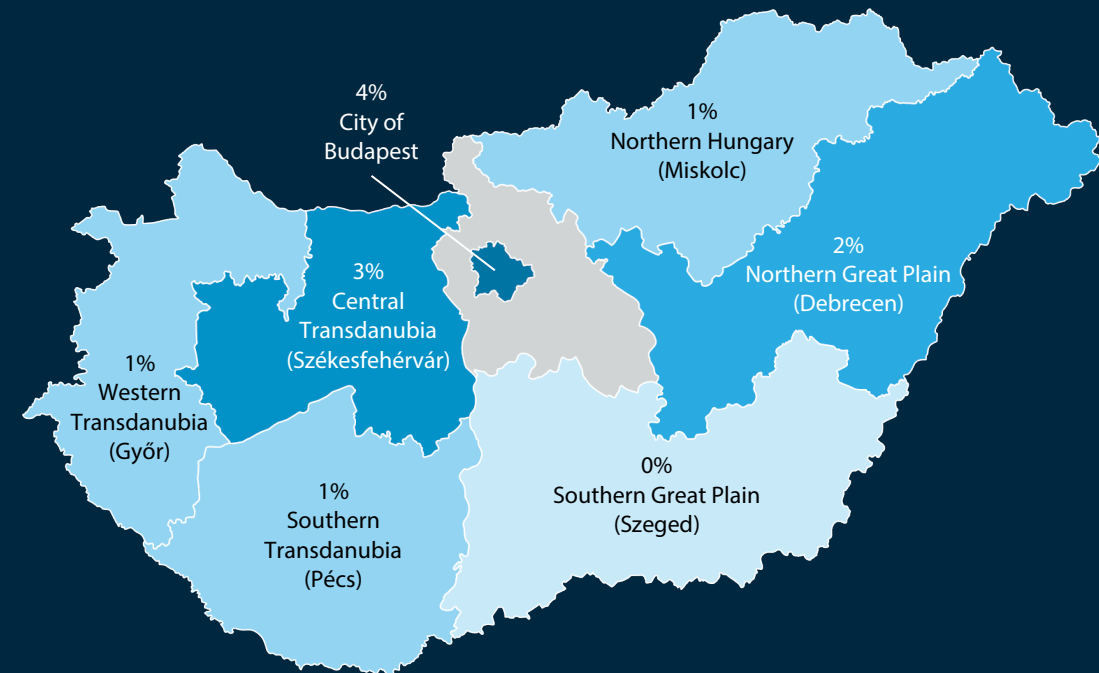 4%
City of
Budapest
1%
Northern Hungary
(Miskolc)
2%
Northern Great Plain
(Debrecen)
3%
Central
Transdanubia
(Székesfehérvár)
1%
Western
Transdanubia
(Győr)
0%
Southern Great Plain
(Szeged)
1%
Southern
Transdanubia
(Pécs)